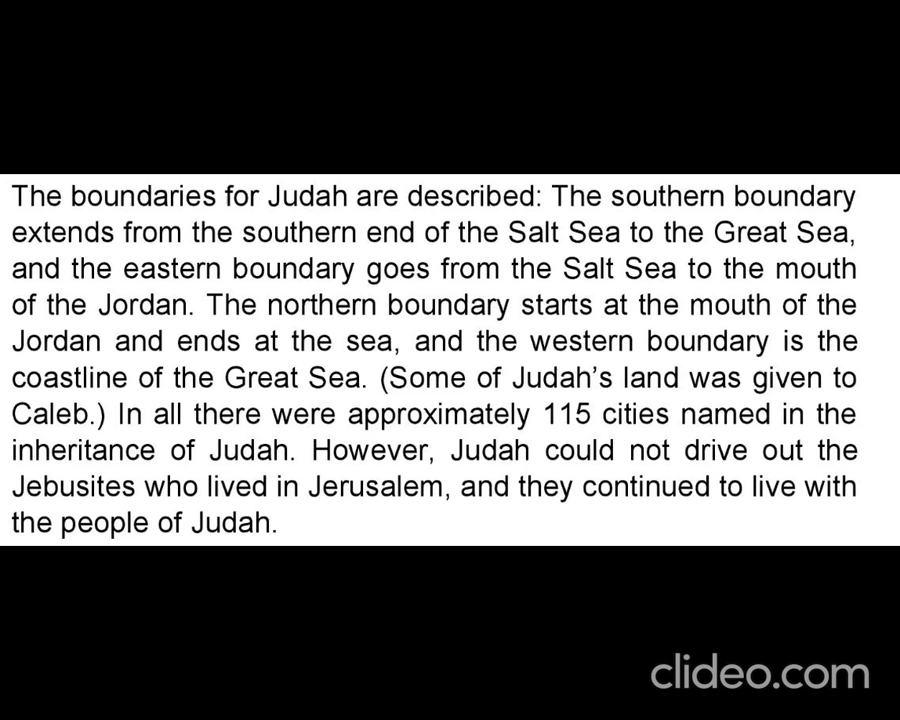 The boundaries for Judah are described: The southern boundary
extends from the southern end of the Salt Sea to the Great Sea,
and the eastern boundary goes from the Salt Sea to the mouth
of the Jordan. The northern boundary starts at the mouth of the
Jordan and ends at the sea, and the western boundary is the
coastline of the Great Sea. (Some of Judah’s land was given to
Caleb.) In all there were approximately 115 cities named in the
inheritance of Judah. However, Judah could not drive out the
Jebusites who lived in Jerusalem, and they continued to live with
the people of Judah.
clideo.com